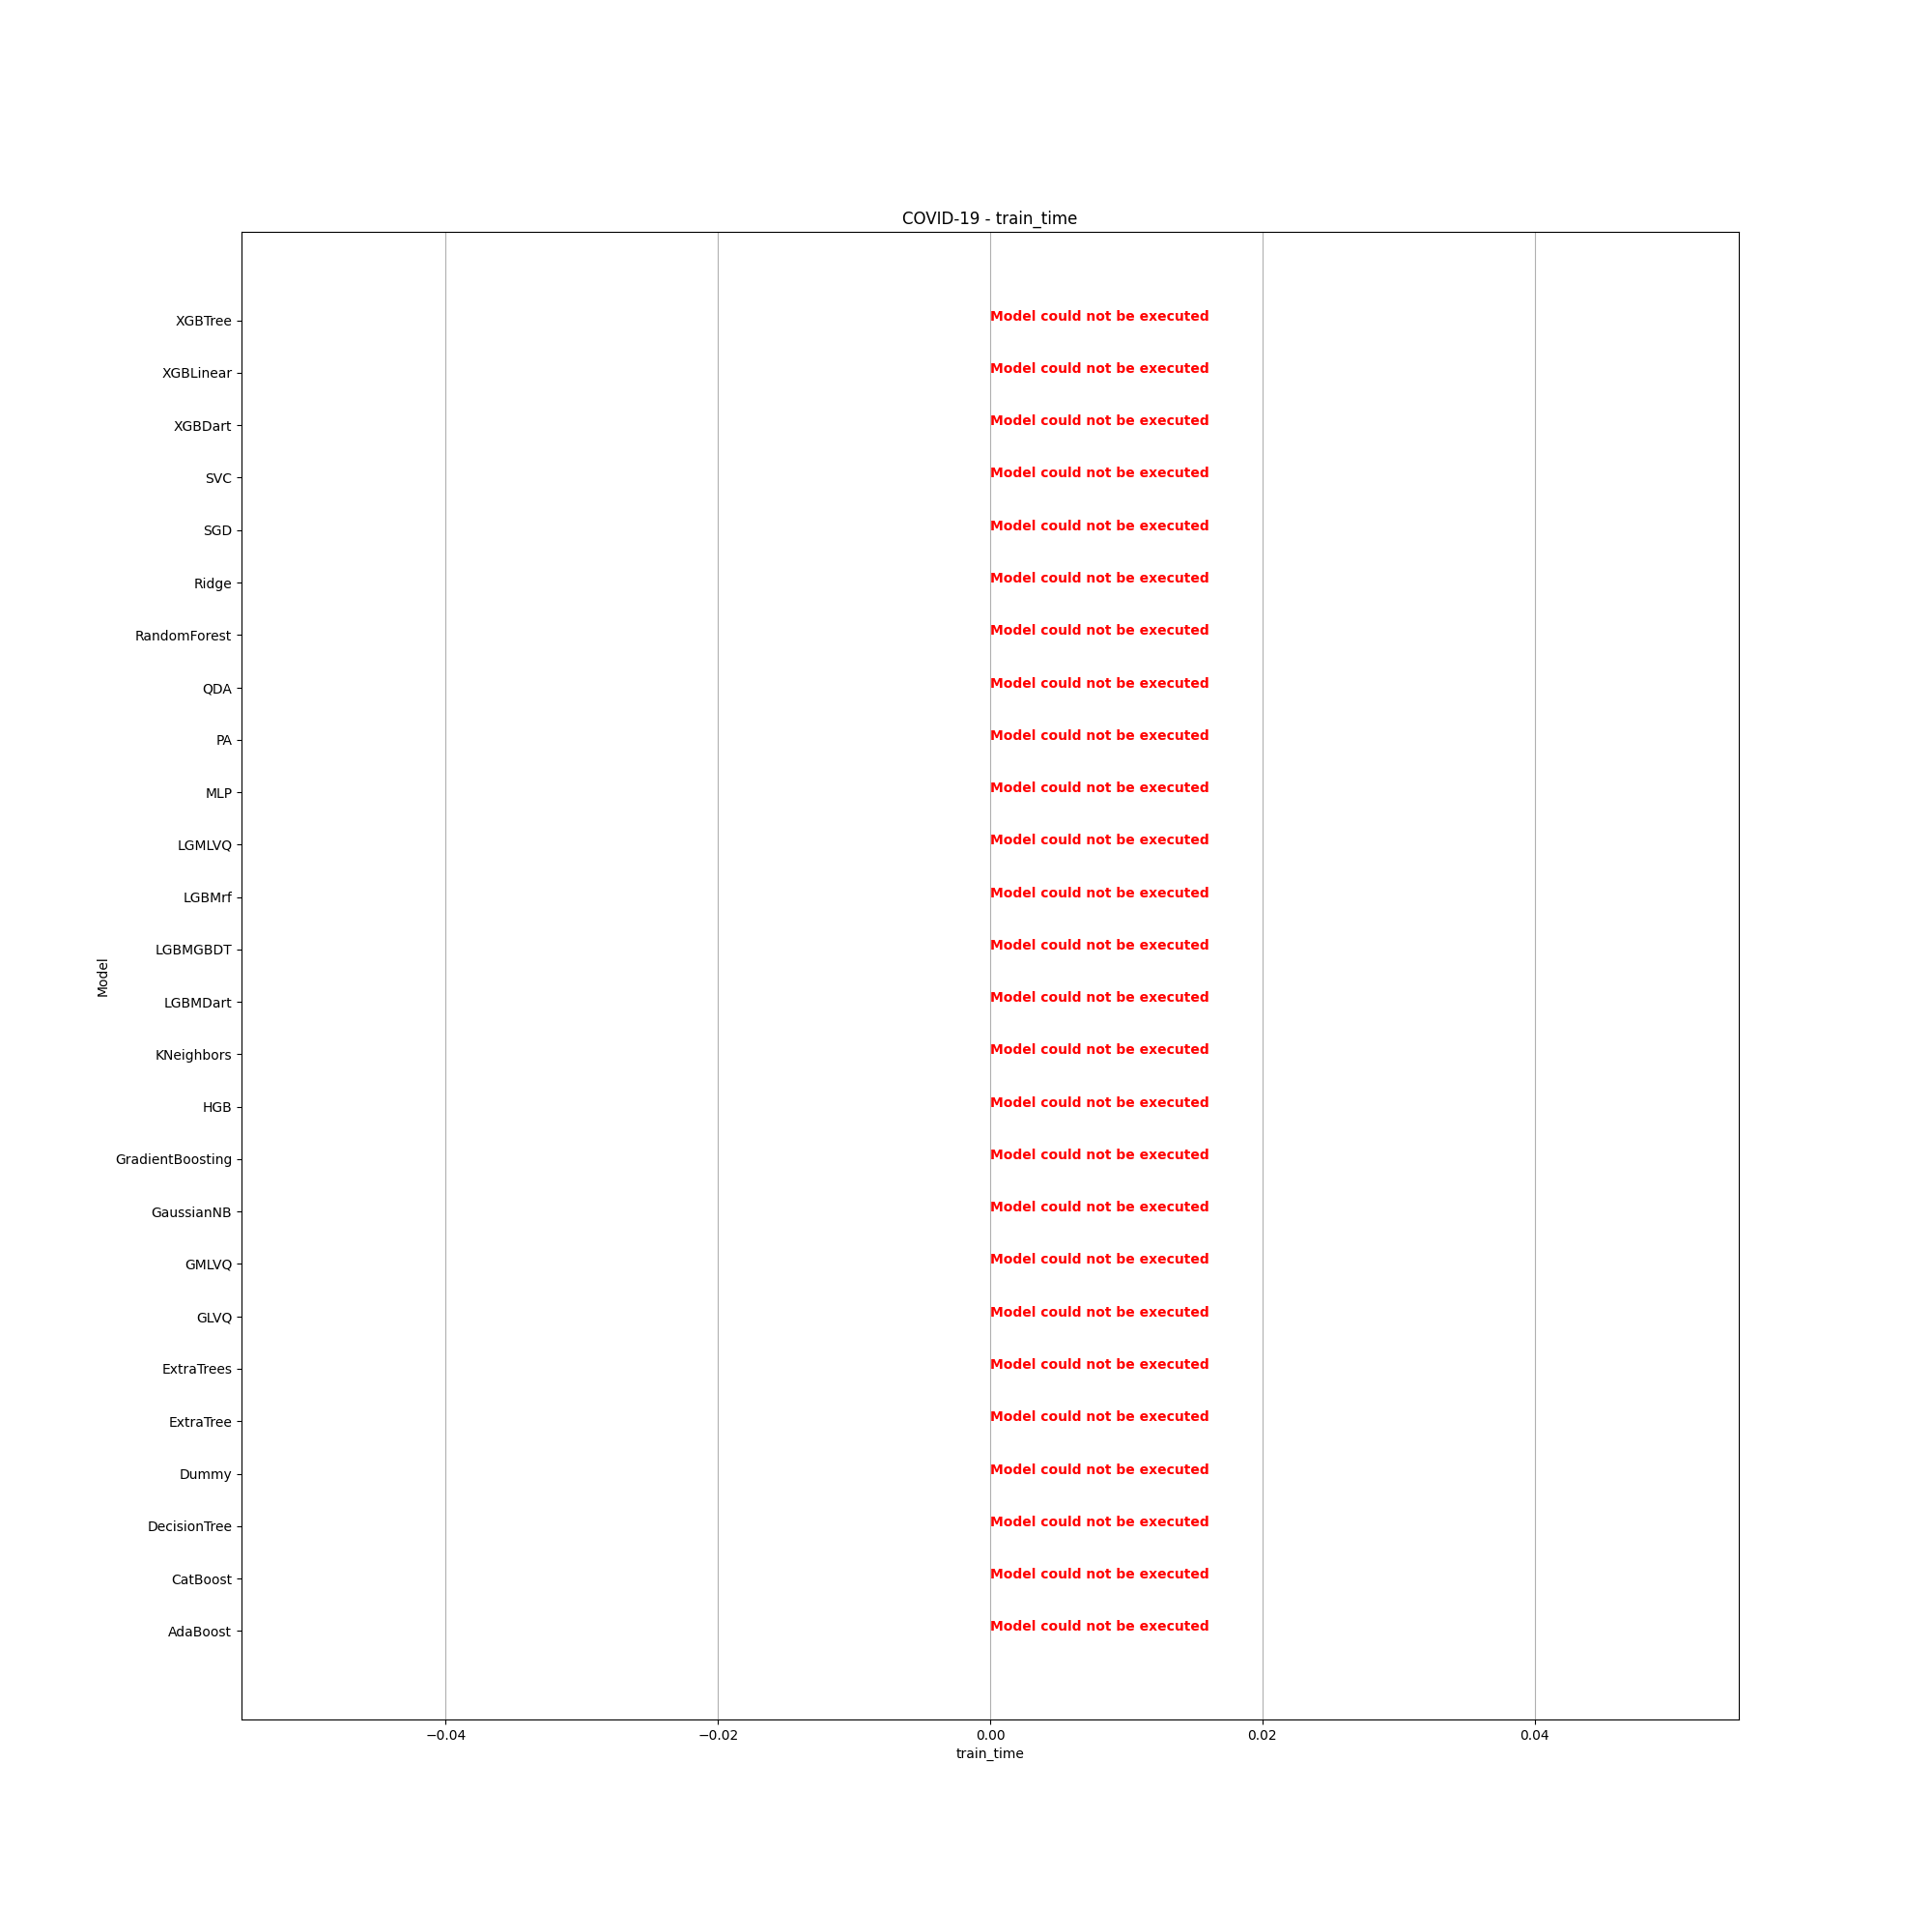 COVID-19 - train_time
XGBTree Model could not be executed
XGBLinear Model could not be executed
XGBDart Model could not be executed
SVC Model could not be executed
SGD Model could not be executed
Ridge Model could not be executed
RandomForest Model could not be executed
QDA Model could not be executed
PA Model could not be executed
MLP Model could not be executed
LGMLVQ Model could not be executed
LGBMrf Model could not be executed
LGBMGBDT Model could not be executed
Model
LGBMDart Model could not be executed
KNeighbors Model could not be executed
HGB Model could not be executed
GradientBoosting Model could not be executed
GaussianNB Model could not be executed
GMLVQ Model could not be executed
GLVQ Model could not be executed
ExtraTrees Model could not be executed
ExtraTree Model could not be executed
Dummy Model could not be executed
DecisionTree Model could not be executed
CatBoost Model could not be executed
AdaBoost Model could not be executed
−0.04 −0.02 0.00 0.02 0.04
train_time